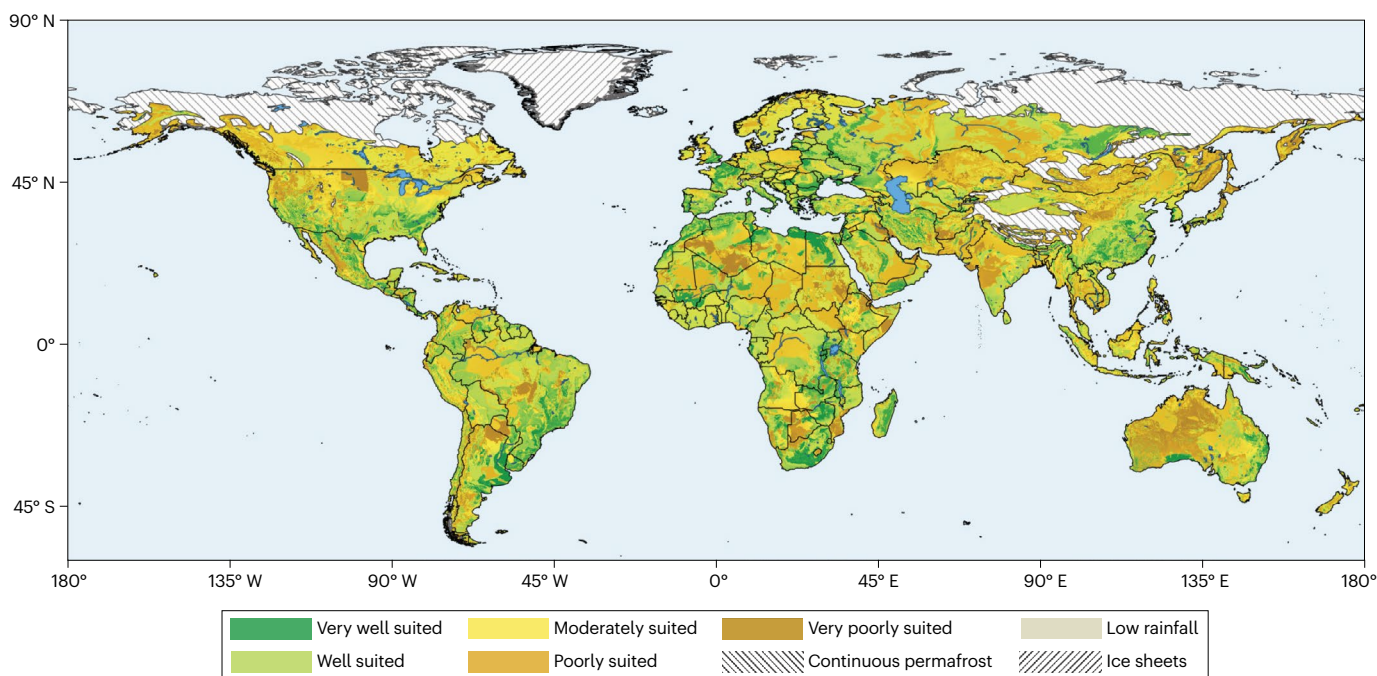 90° N
45° N
0°
45° S
180° 135° W 90° W 45° W 0° 45° E 90° E 135° E 180°
Very well suited Moderately suited Very poorly suited Low rainfall
Well suited Poorly suited Continuous permafrost Ice sheets